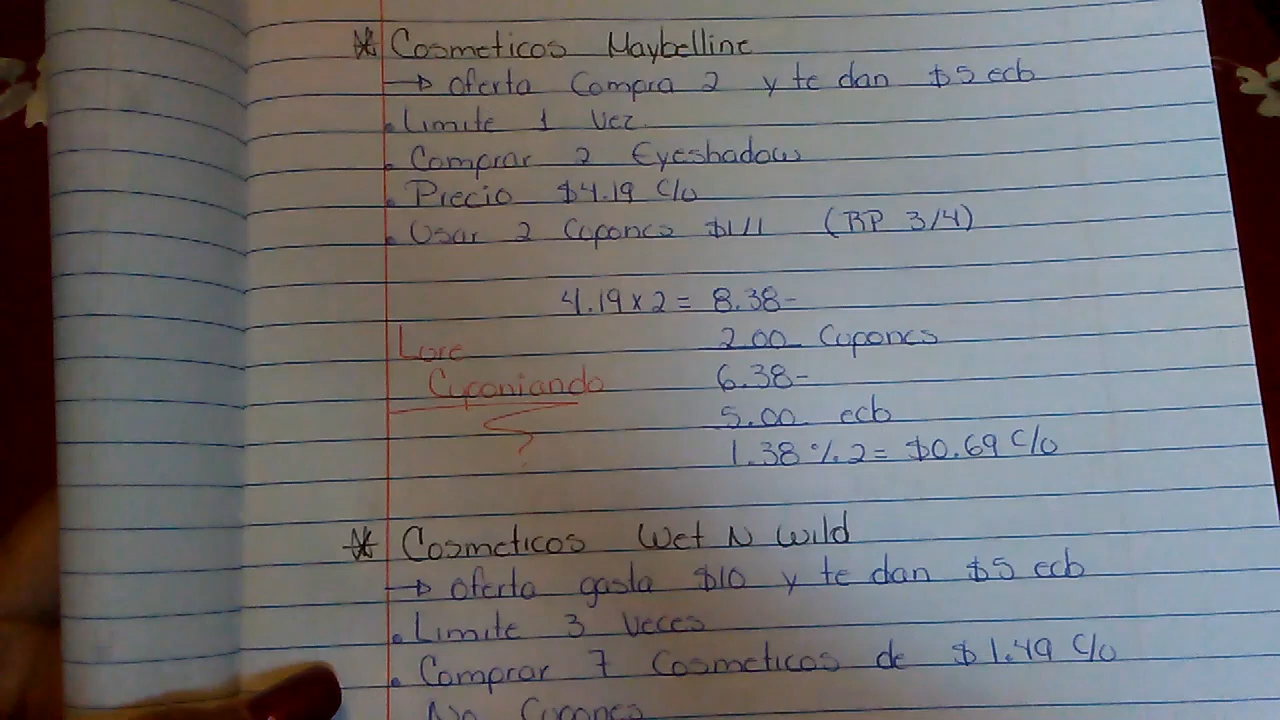 * Cosmeticos Maybelline
→ oferta Compra 2 y te dan $5 ecb
• Limite 1 vez
• Comprar 2 Eyeshadow
• Precio $4.19 c/u
• Usar 2 Cupones $1/1 (RP 3/4)
4.19 x 2 = 8.38-
2.00 Cupones
Lore
6.38-
Cuponiando
5.00 ecb
1.38 % 2 = $0.69 c/u
* Cosmeticos Wet N Wild
→ oferta gasta $10 y te dan $5 ecb
• Limite 3 veces
• Comprar 7 Cosmeticos de $1.49 c/u
No Cupones